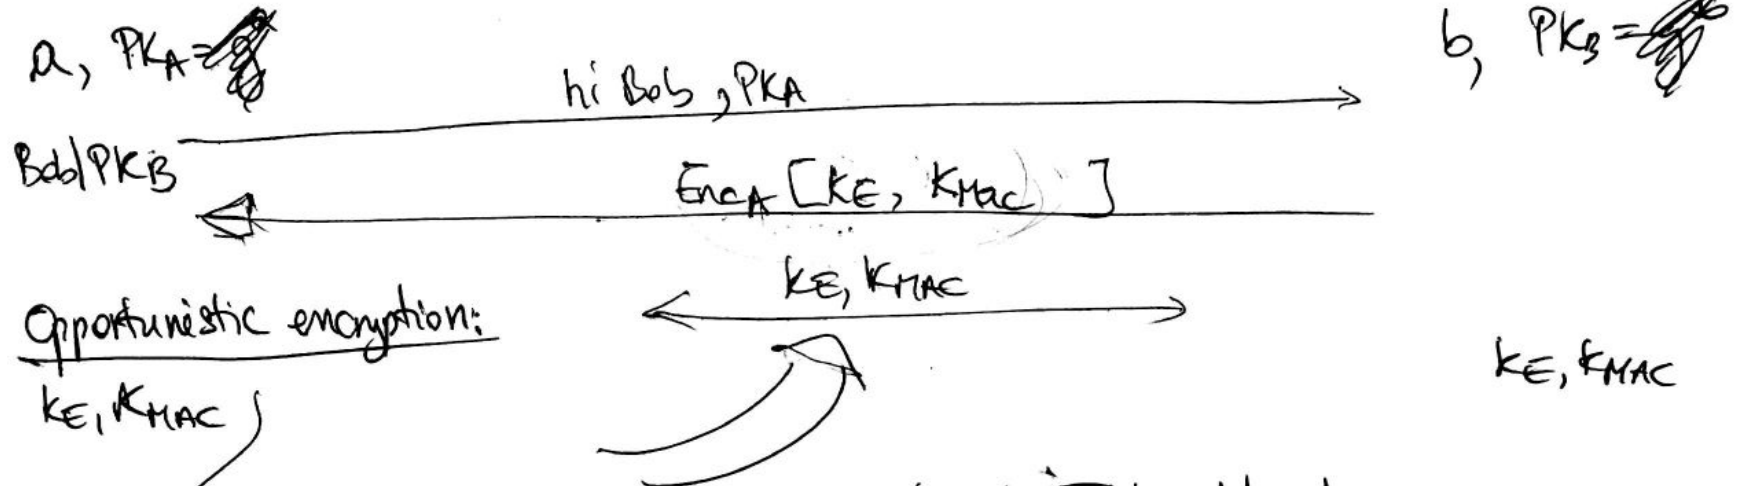 a, PKA=
b, PKB=
hi Bob, PKA
Bob/PKB
EncA [KE, KMac ]
KE, KMAC
Opportunistic encryption:
KE, KMAC
KE, KMAC